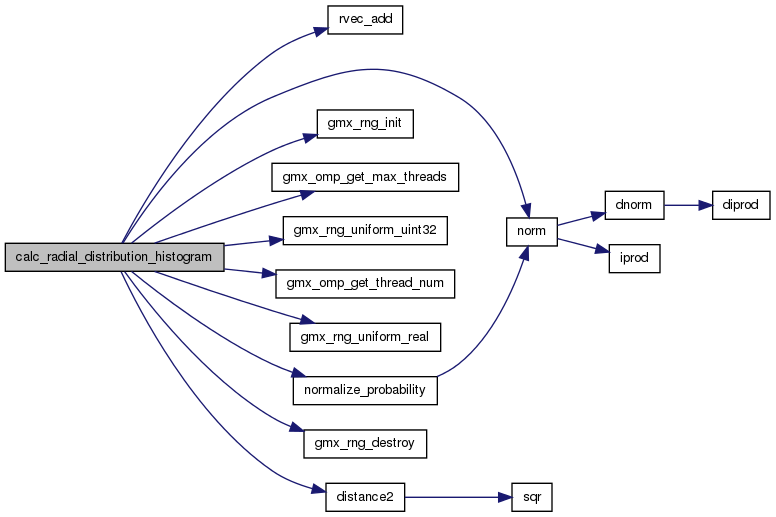 rvec_add
gmx_rng_init
gmx_omp_get_max_threads
gmx_rng_uniform_uint32
calc_radial_distribution_histogram
gmx_omp_get_thread_num
gmx_rng_uniform_real
normalize_probability
gmx_rng_destroy
distance2
norm
sqr
dnorm
iprod
diprod